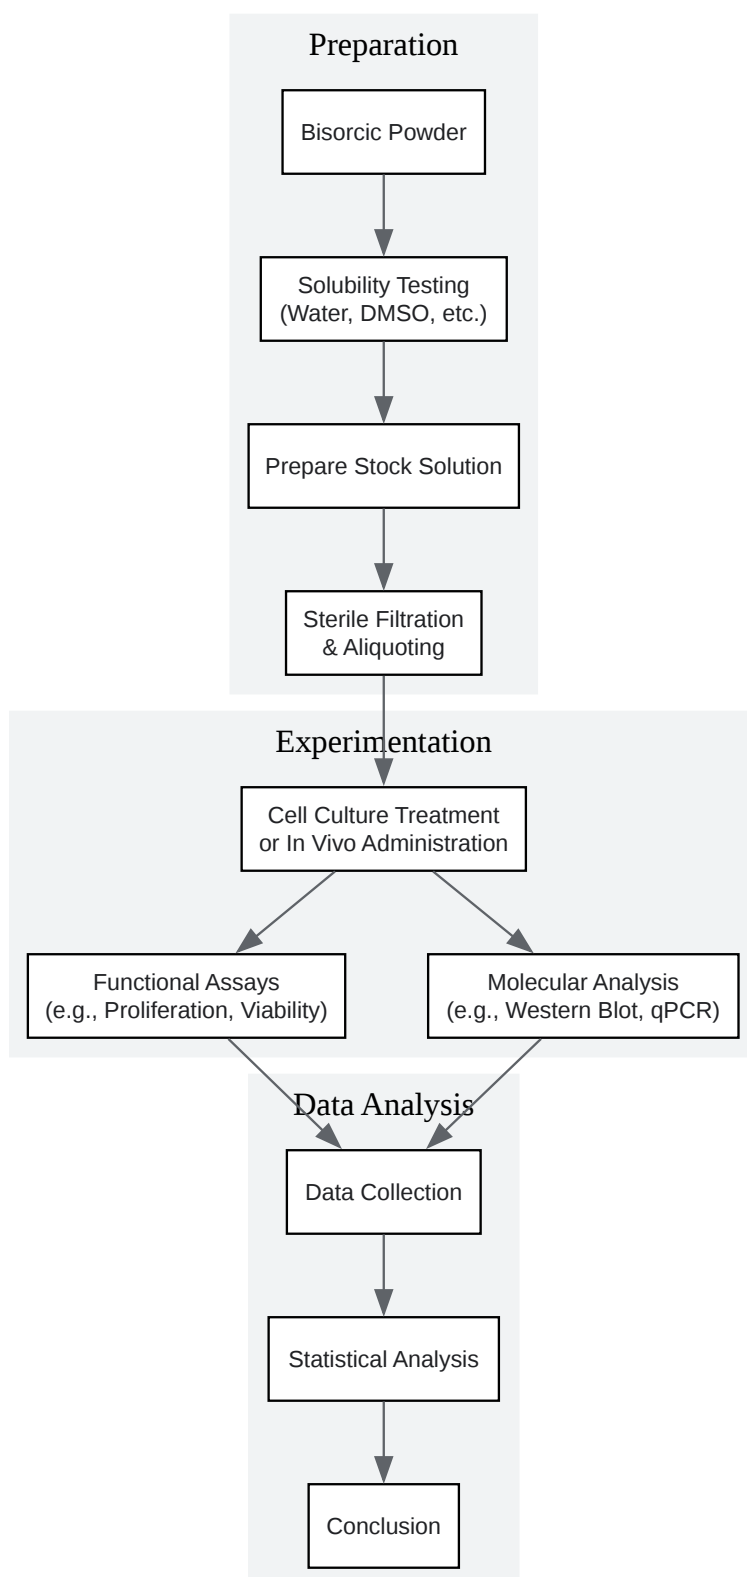 Preparation
Bisorcic Powder
Solubility Testing
(Water, DMSO, etc.)
Prepare Stock Solution
Sterile Filtration
& Aliquoting
Experimentation
Cell Culture Treatment
or In Vivo Administration
Functional Assays
(e.g., Proliferation, Viability)
Molecular Analysis
(e.g., Western Blot, qPCR)
Data Analysis
Data Collection
Statistical Analysis
Conclusion